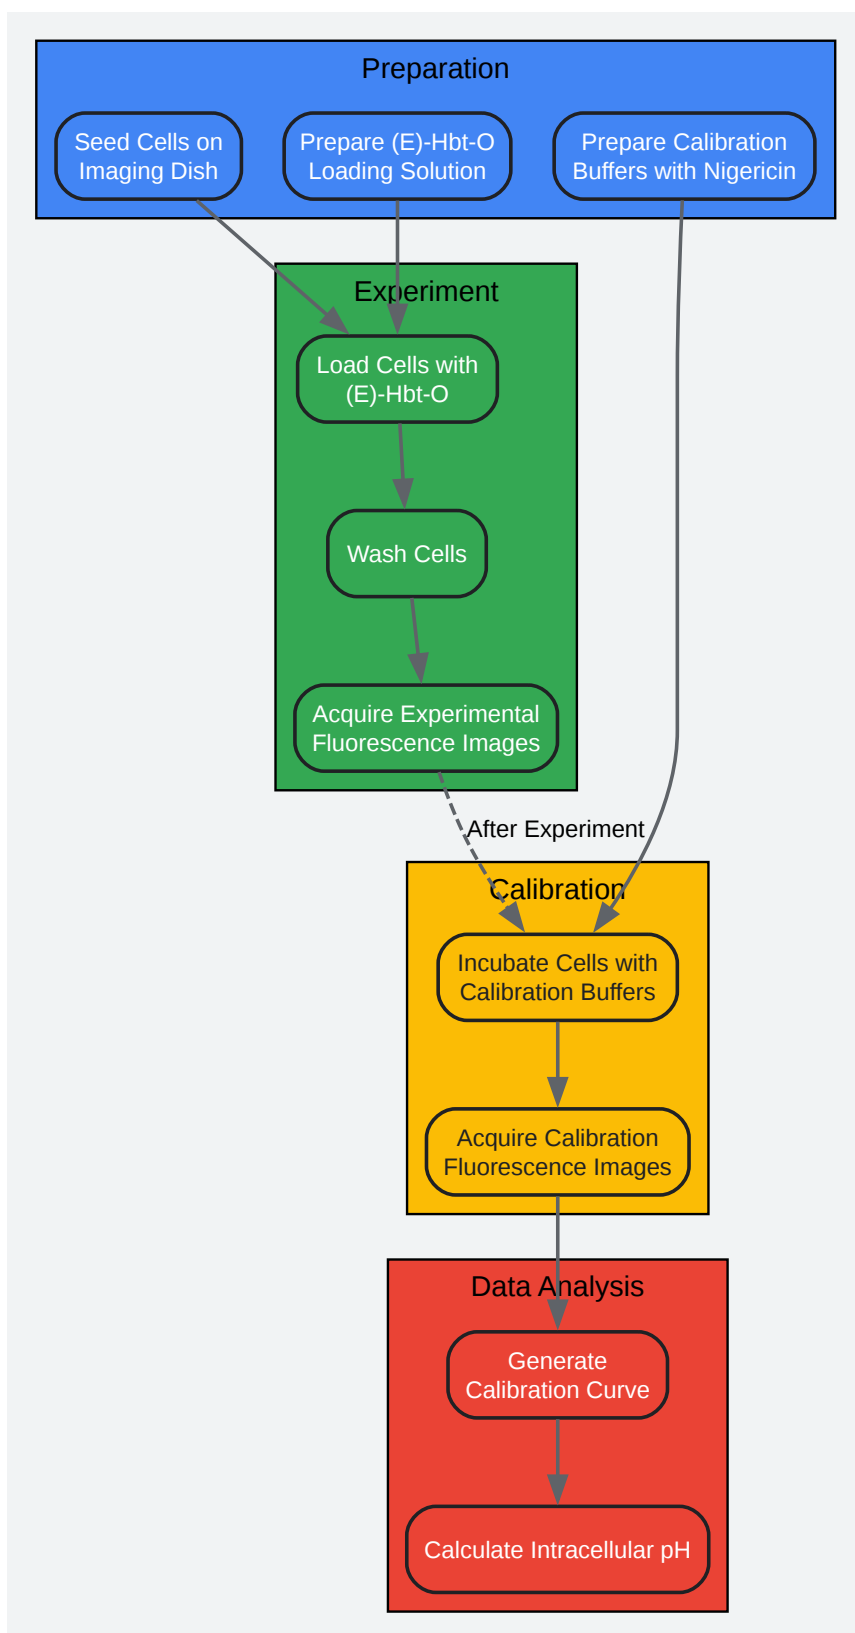 Preparation
Seed Cells on
Imaging Dish
Prepare (E)-Hbt-O
Loading Solution
Prepare Calibration
Buffers with Nigericin
Experiment
Load Cells with
(E)-Hbt-O
Wash Cells
Acquire Experimental
Fluorescence Images
After Experiment
Calibration
Incubate Cells with
Calibration Buffers
Acquire Calibration
Fluorescence Images
Data Analysis
Generate
Calibration Curve
Calculate Intracellular pH